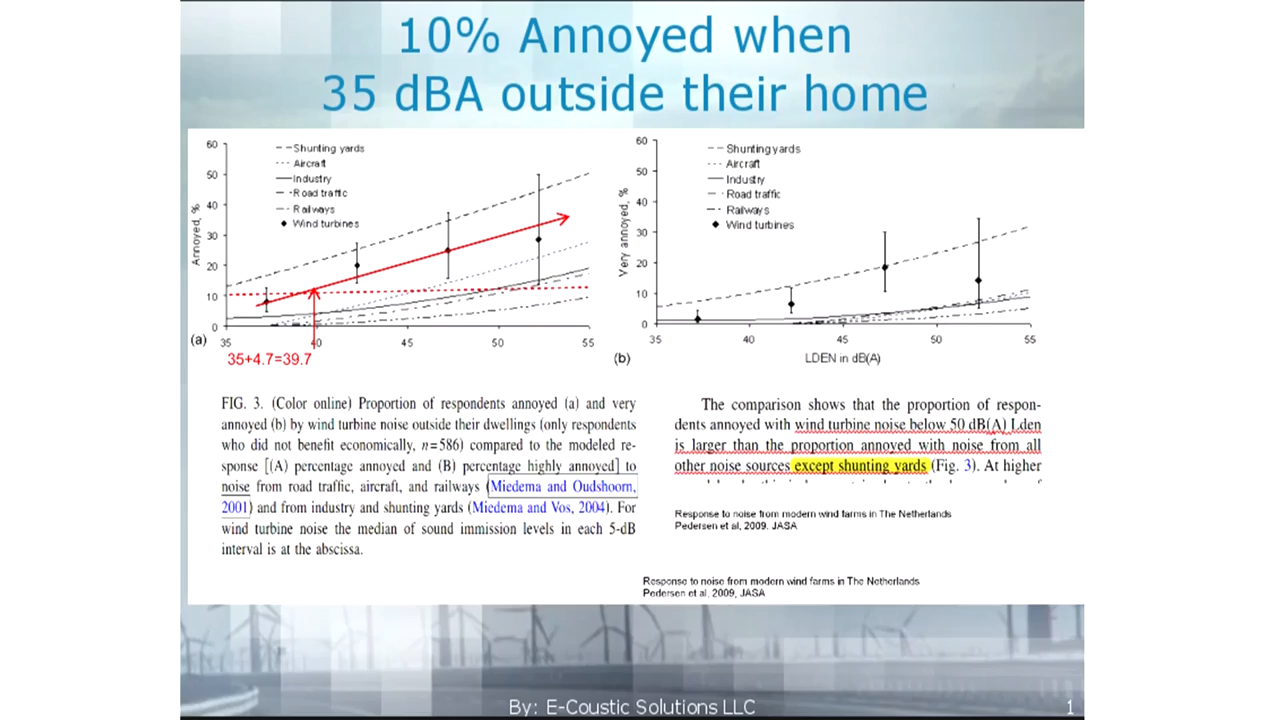 10% Annoyed when
35 dBA outside their home
60
50
40
30
20
10
0
Annoyed, %
Shunting yards
Aircraft
Industry
Road traffic
Railways
Wind turbines
(a)
35
40
45
50
55
35+4.7=39.7
60
50
40
30
20
10
0
Very annoyed, %
Shunting yards
Aircraft
Industry
Road traffic
Railways
Wind turbines
35
40
45
50
55
(b)
LDEN in dB(A)
FIG. 3. (Color online) Proportion of respondents annoyed (a) and very
annoyed (b) by wind turbine noise outside their dwellings (only respondents
who did not benefit economically, n=586) compared to the modeled re-
sponse [(A) percentage annoyed and (B) percentage highly annoyed] to
noise from road traffic, aircraft, and railways (Miedema and Oudshoorn,
2001) and from industry and shunting yards (Miedema and Vos, 2004). For
wind turbine noise the median of sound immission levels in each 5-dB
interval is at the abscissa.
The comparison shows that the proportion of respon-
dents annoyed with wind turbine noise below 50 dB(A) Lden
is larger than the proportion annoyed with noise from all
other noise sources except shunting yards (Fig. 3). At higher
Response to noise from modern wind farms in The Netherlands
Pedersen et al, 2009. JASA
Response to noise from modern wind farms in The Netherlands
Pedersen et al, 2009, JASA
By: E-Coustic Solutions LLC
1